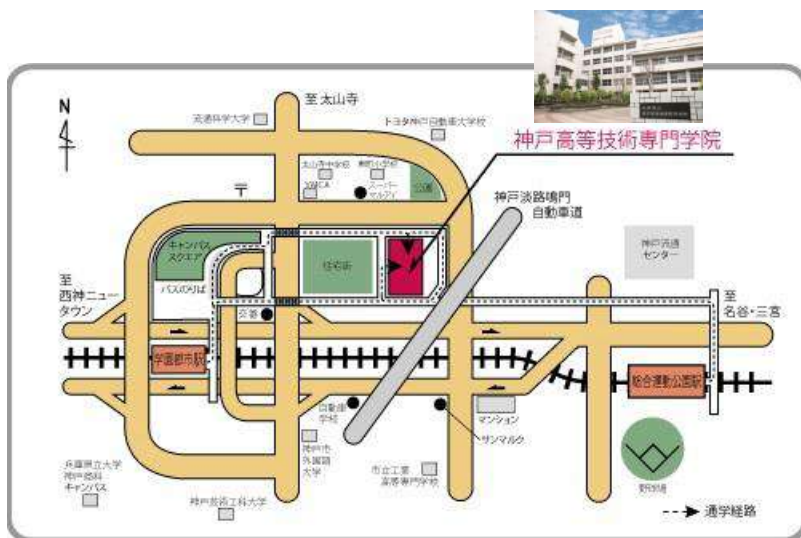 N
至 太山寺
流通科学大学
トヨタ神戸自動車大学校
神戸高等技術専門学院
太山寺中学校
東町小学校
YMCA
スーパー
マルアイ
公園
〒
神戸淡路鳴門
自動車道
キャンパス
スクエア
住宅街
神戸流通
センター
バスのりば
至
西神ニュー
タウン
交番
至
名谷・三宮
学園都市駅
総合運動公園駅
自動車
学校
マンション
サンマルク
神戸市
外国語
大学
市立工業
高等専門学校
兵庫県立大学
神戸商科
キャンパス
神戸芸術工科大学
野球場
通学経路